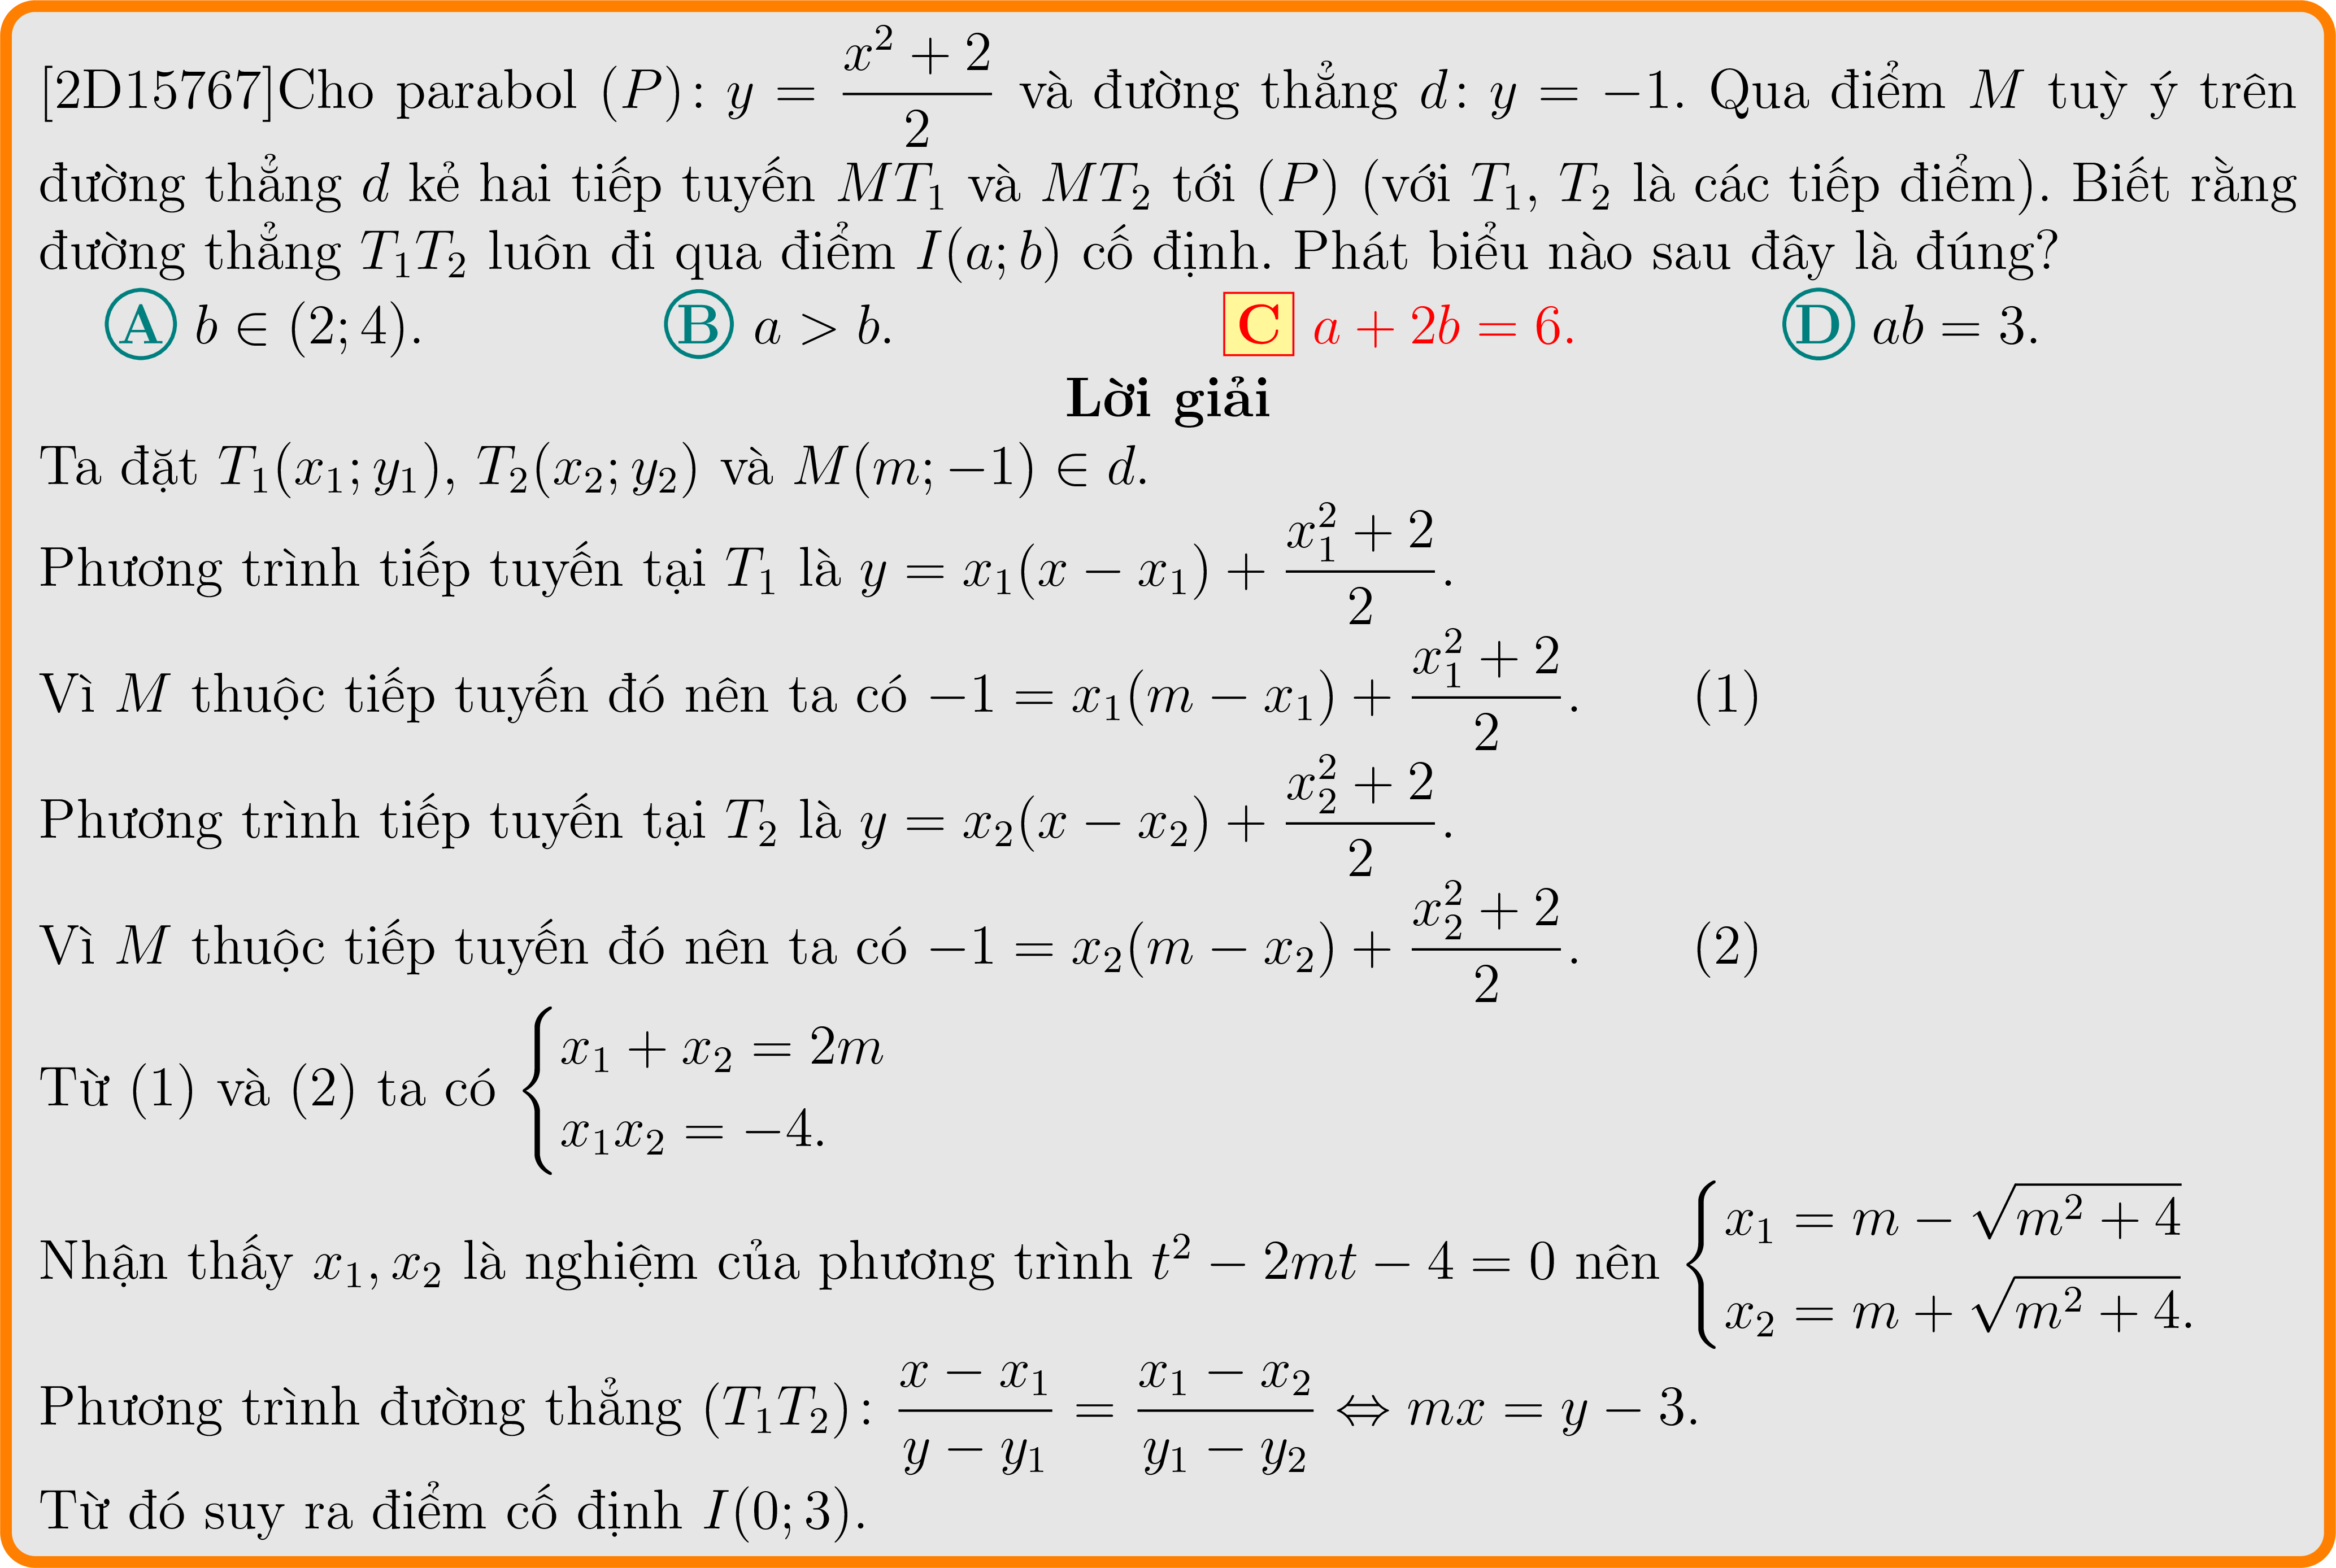 [2D15767]Cho parabol (P): y = \frac{x^2 + 2}{2} và đường thẳng d: y = −1. Qua điểm M tuỳ ý trên
đường thẳng d kẻ hai tiếp tuyến MT_1 và MT_2 tới (P) (với T_1, T_2 là các tiếp điểm). Biết rằng
đường thẳng T_1T_2 luôn đi qua điểm I(a; b) cố định. Phát biểu nào sau đây là đúng?
A b ∈ (2; 4). B a > b. C a + 2b = 6. D ab = 3.
Lời giải
Ta đặt T_1(x_1; y_1), T_2(x_2; y_2) và M(m; −1) ∈ d.
Phương trình tiếp tuyến tại T_1 là y = x_1(x − x_1) + \frac{x_1^2 + 2}{2}.
Vì M thuộc tiếp tuyến đó nên ta có −1 = x_1(m − x_1) + \frac{x_1^2 + 2}{2}. (1)
Phương trình tiếp tuyến tại T_2 là y = x_2(x − x_2) + \frac{x_2^2 + 2}{2}.
Vì M thuộc tiếp tuyến đó nên ta có −1 = x_2(m − x_2) + \frac{x_2^2 + 2}{2}. (2)
Từ (1) và (2) ta có \begin{cases} x_1 + x_2 = 2m \\ x_1x_2 = −4. \end{cases}
Nhận thấy x_1, x_2 là nghiệm của phương trình t^2 − 2mt − 4 = 0 nên \begin{cases} x_1 = m − \sqrt{m^2 + 4} \\ x_2 = m + \sqrt{m^2 + 4}. \end{cases}
Phương trình đường thẳng (T_1T_2): \frac{x − x_1}{y − y_1} = \frac{x_1 − x_2}{y_1 − y_2} ⇔ mx = y − 3.
Từ đó suy ra điểm cố định I(0; 3).